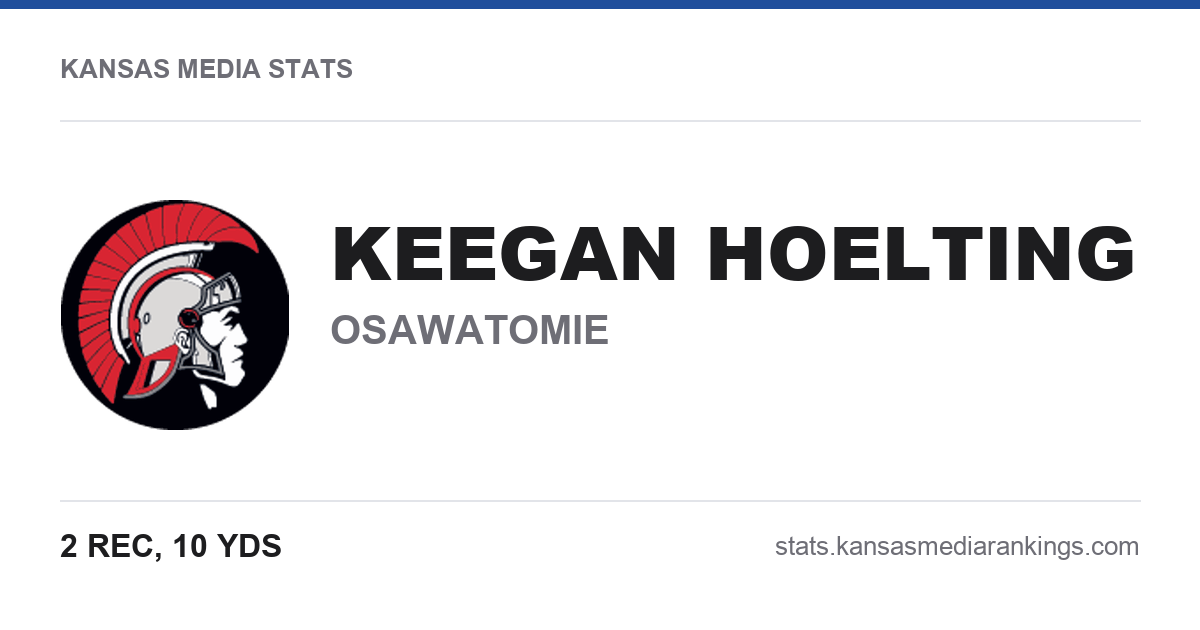 KANSAS MEDIA STATS
KEEGAN HOELTING
OSAWATOMIE
2 REC, 10 YDS
stats.kansasmediarankings.com